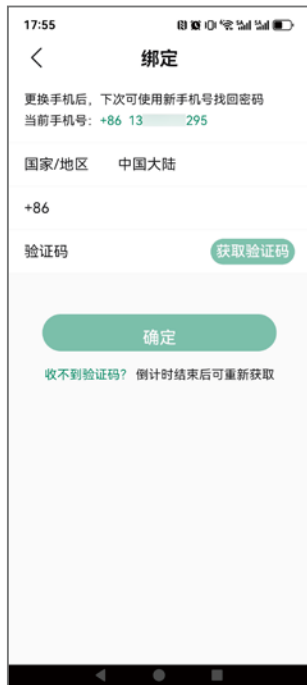 17:55
绑定
更换手机后，下次可使用新手机号找回密码
当前手机号：+86 13 295
国家/地区 中国大陆
+86
验证码 获取验证码
确定
收不到验证码？ 倒计时结束后可重新获取